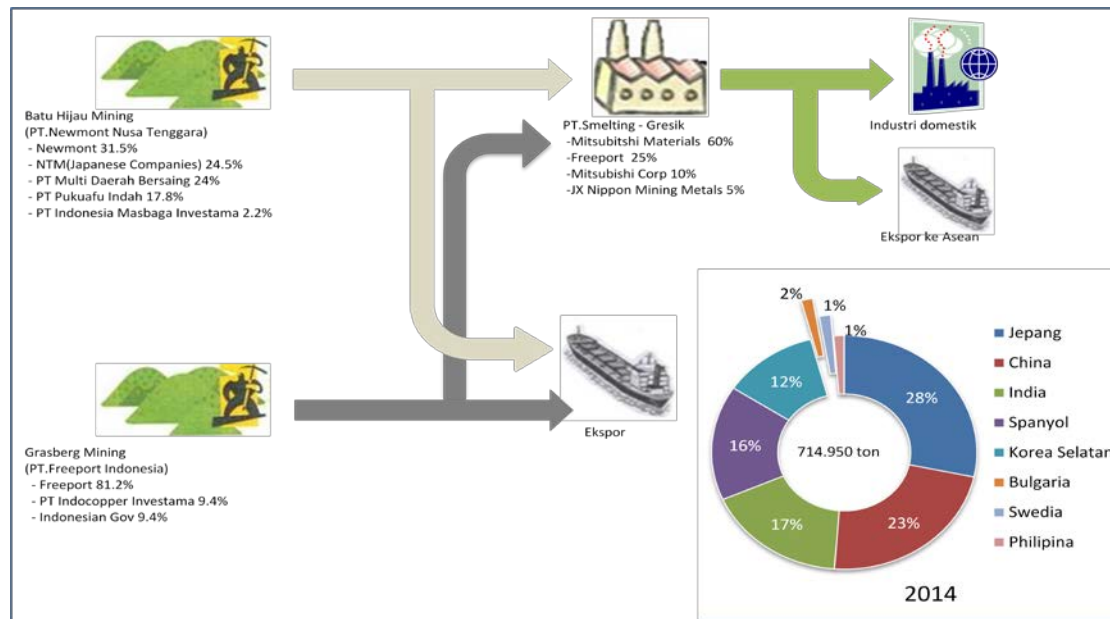 Batu Hijau Mining
(PT.Newmont Nusa Tenggara)
- Newmont 31.5%
- NTM(Japanese Companies) 24.5%
- PT Multi Daerah Bersaing 24%
- PT Pukuafu Indah 17.8%
- PT Indonesia Masbaga Investama 2.2%
PT.Smelting - Gresik
-Mitsubitshi Materials 60%
-Freeport 25%
-Mitsubishi Corp 10%
-JX Nippon Mining Metals 5%
Industri domestik
Ekspor ke Asean
Grasberg Mining
(PT.Freeport Indonesia)
- Freeport 81.2%
- PT Indocopper Investama 9.4%
- Indonesian Gov 9.4%
Ekspor
2%
1%
1%
12%
28%
16%
714.950 ton
17%
23%
Jepang
China
India
Spanyol
Korea Selatan
Bulgaria
Swedia
Philipina
2014